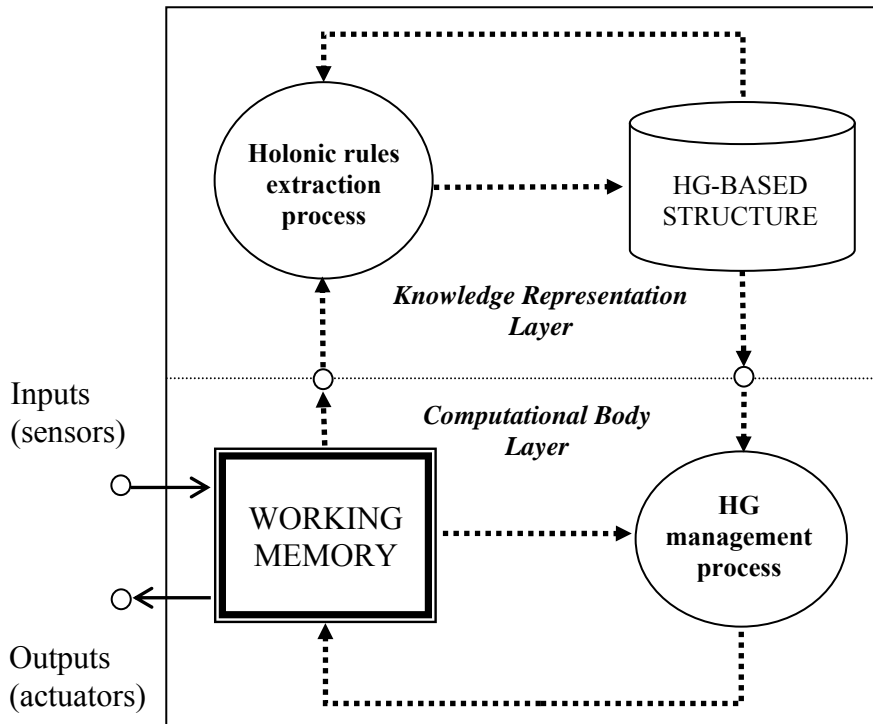 Holonic rules
extraction
process
HG-BASED
STRUCTURE
Knowledge Representation
Layer
Inputs
(sensors)
Computational Body
Layer
WORKING
MEMORY
HG
management
process
Outputs
(actuators)